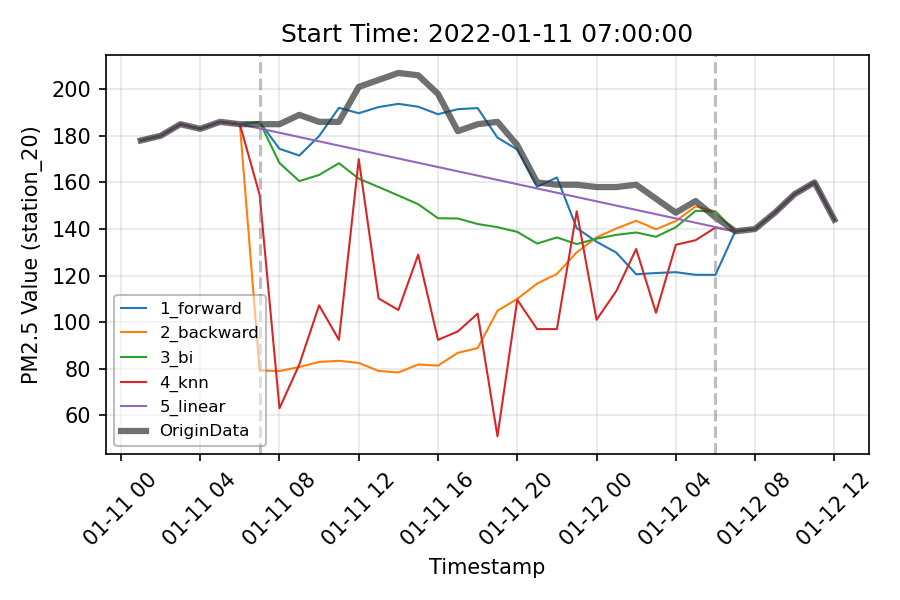 Start Time: 2022-01-11 07:00:00
PM2.5 Value (station_20)
200
180
160
140
120
100
80
60
1_forward
2_backward
3_bi
4_knn
5_linear
OriginData
01-11 00
01-11 04
01-11 08
01-11 12
01-11 16
01-11 20
01-12 00
01-12 04
01-12 08
01-12 12
Timestamp